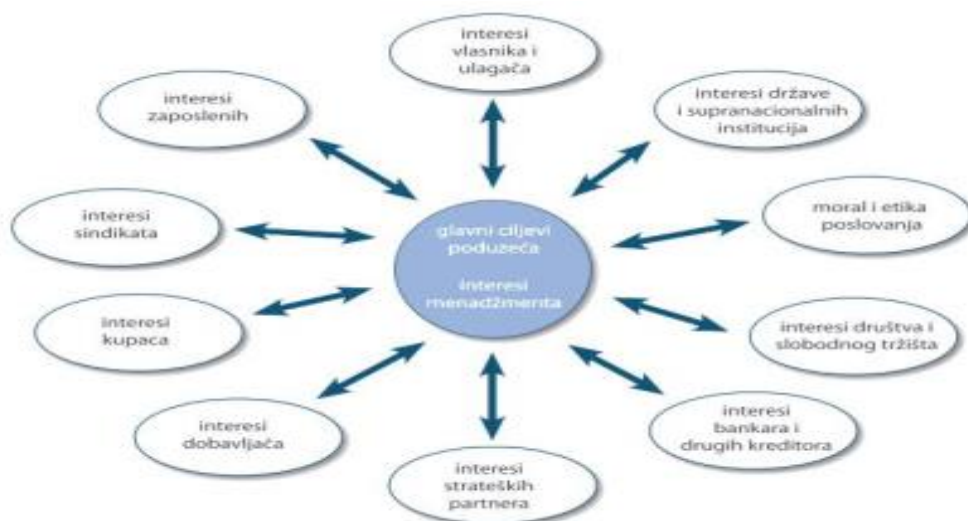 interesi
vlasnika i
ulagača
interesi države
i supranacionalnih
institucija
moral i etika
poslovanja
interesi društva i
slobodnog tržišta
interesi
bankara i
drugih kreditora
interesi
strateških
partnera
interesi
dobavljača
interesi
kupaca
interesi
sindikata
interesi
zaposlenih
glavni ciljevi
poduzeća
interesi
menadžmenta